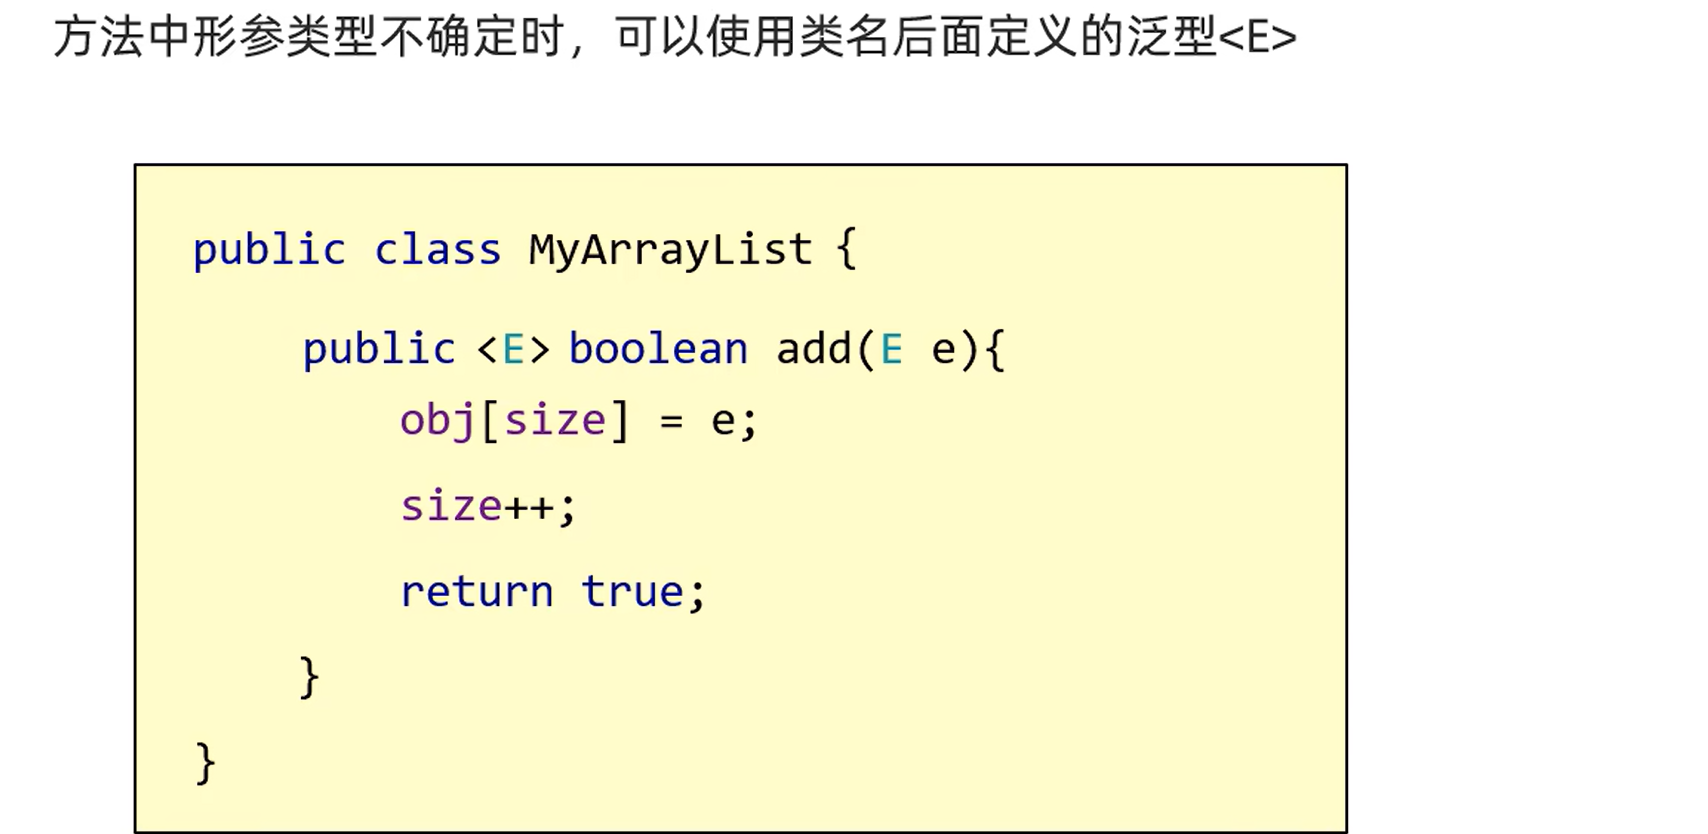 方法中形参类型不确定时，可以使用类名后面定义的泛型<E>
public class MyArrayList {
public <E> boolean add(E e){
obj[size] = e;
size++;
return true;
}
}